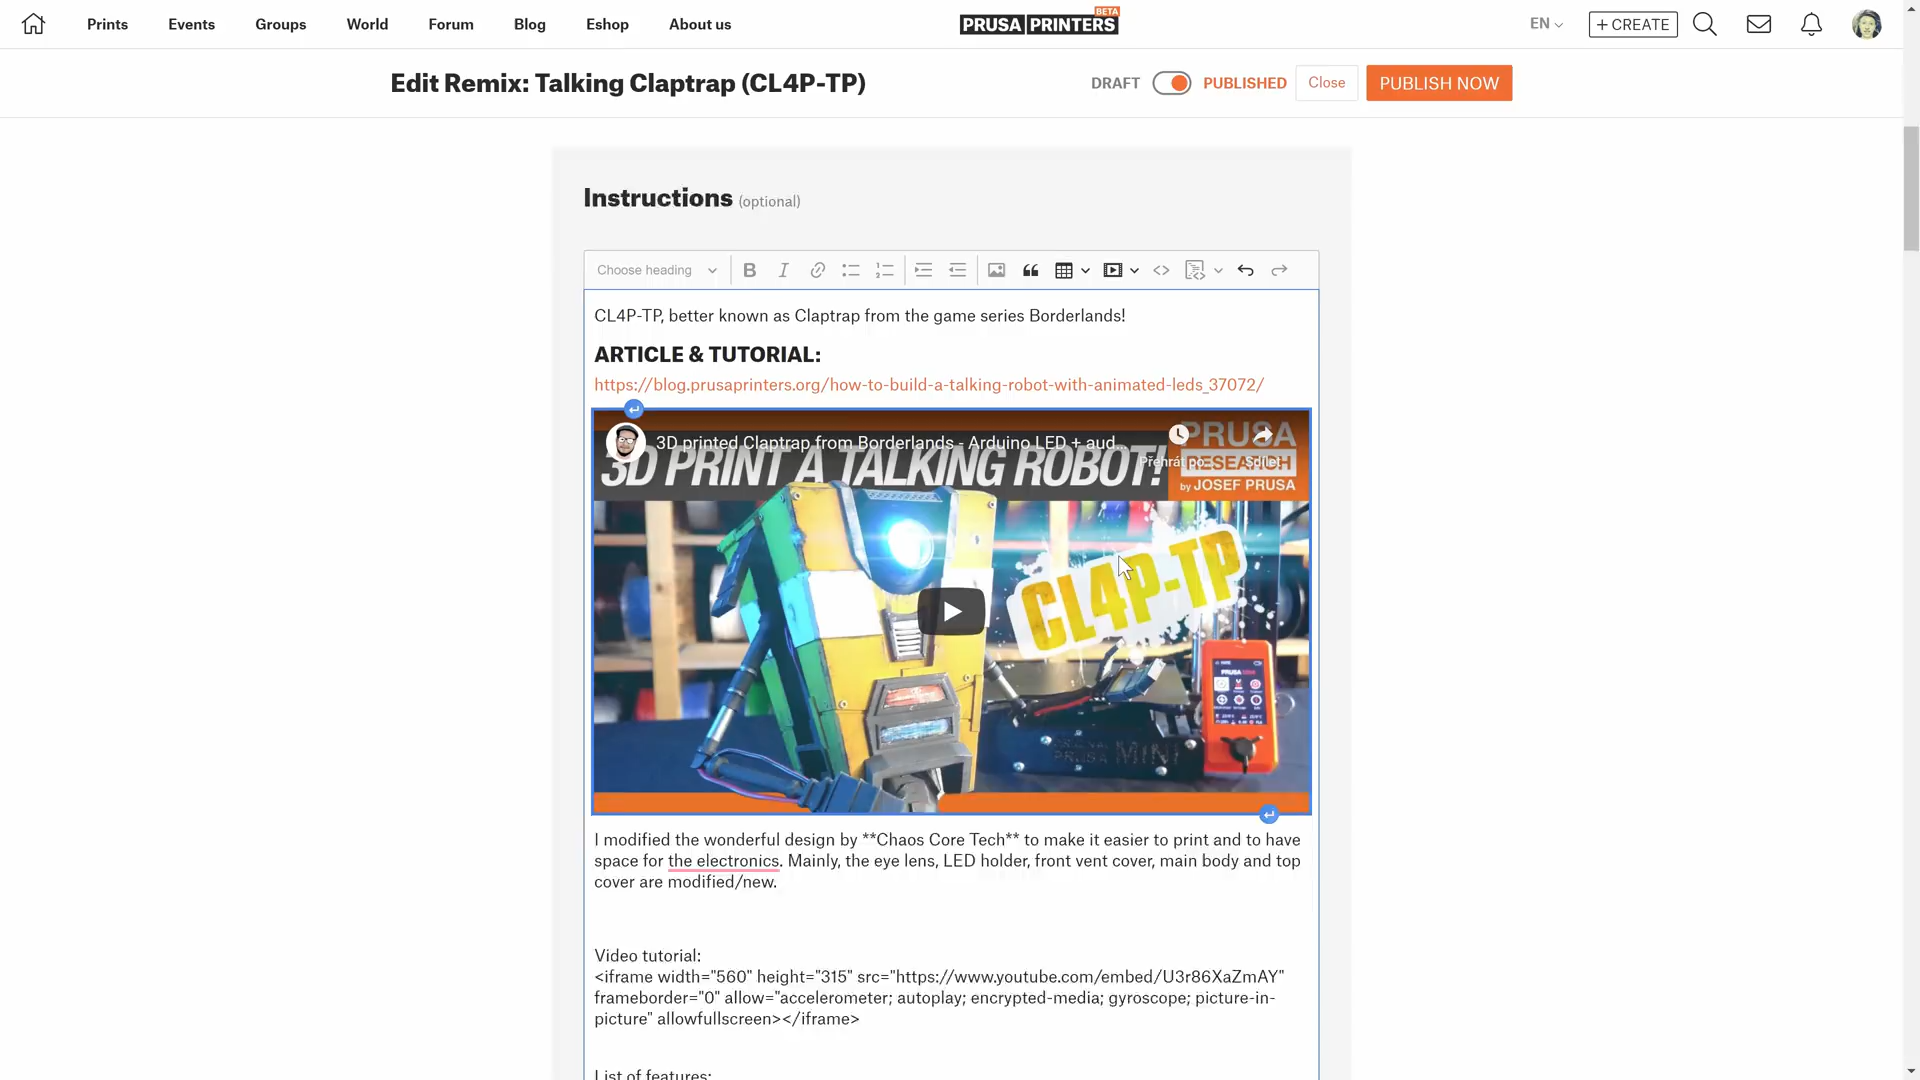 Prints
Events
Groups
World
Forum
Blog
Eshop
About us
PRUSA PRINTERS
BETA
EN
+ CREATE
Edit Remix: Talking Claptrap (CL4P-TP)
DRAFT
PUBLISHED
Close
PUBLISH NOW
Instructions (optional)
Choose heading
CL4P-TP, better known as Claptrap from the game series Borderlands!
ARTICLE & TUTORIAL:
https://blog.prusaprinters.org/how-to-build-a-talking-robot-with-animated-leds_37072/
3D printed Claptrap from Borderlands - Arduino LED + aud...
Přehrát po...
Sdílet
3D PRINT A TALKING ROBOT!
PRUSA
RESEARCH
by JOSEF PRUSA
CL4P-TP
PRUSA MINI
I modified the wonderful design by **Chaos Core Tech** to make it easier to print and to have
space for the electronics. Mainly, the eye lens, LED holder, front vent cover, main body and top
cover are modified/new.
Video tutorial:
<iframe width="560" height="315" src="https://www.youtube.com/embed/U3r86XaZmAY"
frameborder="0" allow="accelerometer; autoplay; encrypted-media; gyroscope; picture-in-
picture" allowfullscreen></iframe>
List of features: